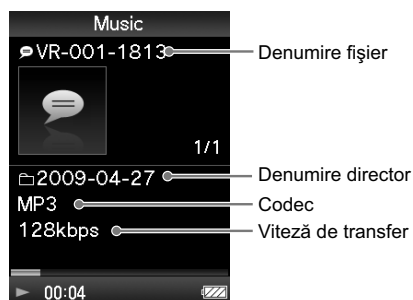 Music
VR-001-1813
Denumire fişier
1/1
2009-04-27
Denumire director
MP3
Codec
128kbps
Viteză de transfer
00:04